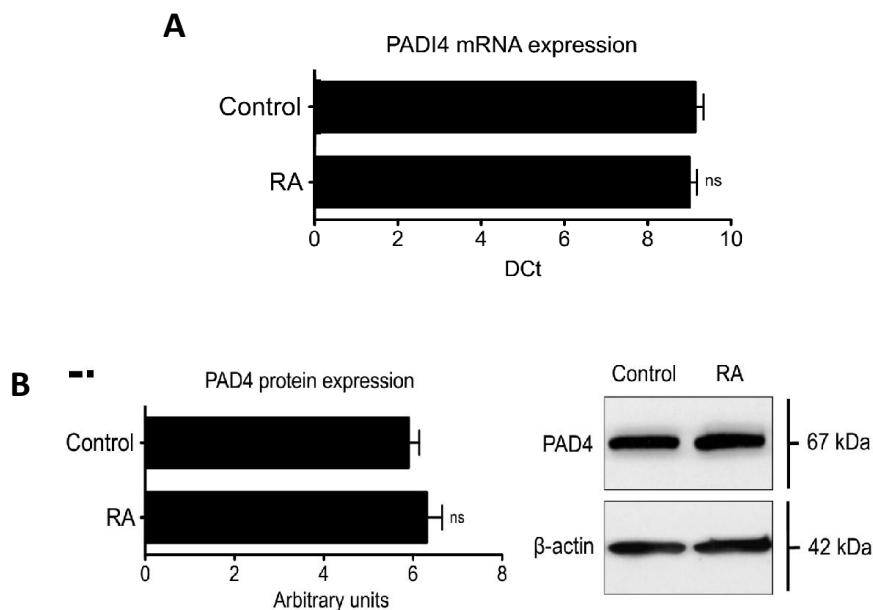 A
PADI4 mRNA expression
Control
RA
ns
0 2 4 6 8 10
DCt
B
PAD4 protein expression
Control
RA
ns
0 2 4 6 8
Arbitrary units
Control RA
PAD4
67 kDa
β-actin
42 kDa